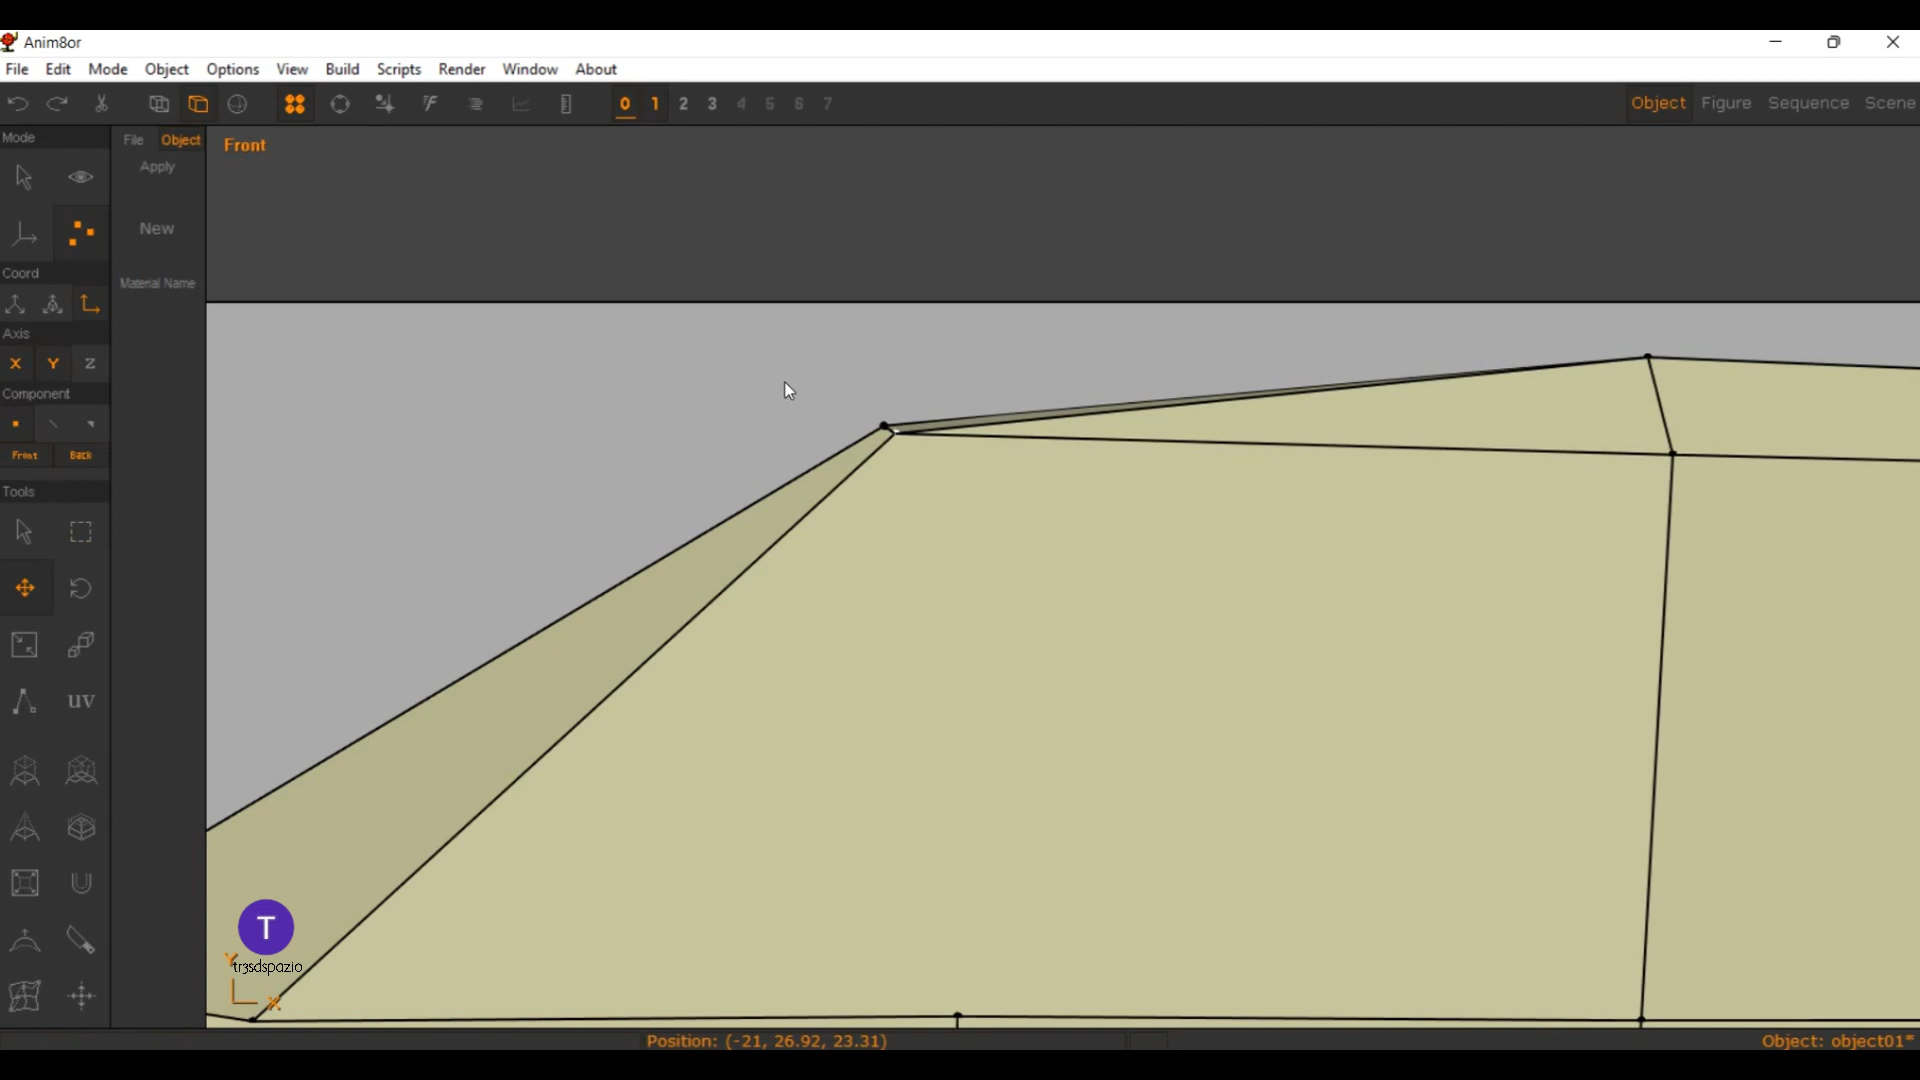 Anim8or
File Edit Mode Object Options View Build Scripts Render Window About
0 1 2 3 4 5 6 7
Object Figure Sequence Scene
Mode
File Object
Front
Apply
New
Coord
Material Name
Axis
X Y Z
Component
Front Back
Tools
UV
T
Y
tr3sdspazio
X
Position: (-21, 26.92, 23.31)
Object: object01*